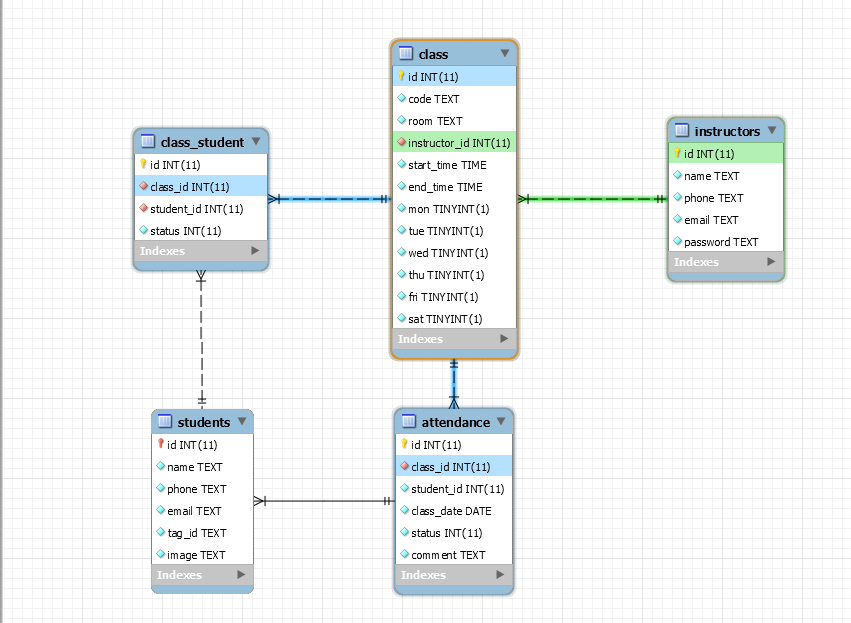 class
id INT(11)
code TEXT
room TEXT
instructor_id INT(11)
start_time TIME
end_time TIME
mon TINYINT(1)
tue TINYINT(1)
wed TINYINT(1)
thu TINYINT(1)
fri TINYINT(1)
sat TINYINT(1)
Indexes
class_student
id INT(11)
class_id INT(11)
student_id INT(11)
status INT(11)
Indexes
instructors
id INT(11)
name TEXT
phone TEXT
email TEXT
password TEXT
Indexes
students
id INT(11)
name TEXT
phone TEXT
email TEXT
tag_id TEXT
image TEXT
Indexes
attendance
id INT(11)
class_id INT(11)
student_id INT(11)
class_date DATE
status INT(11)
comment TEXT
Indexes